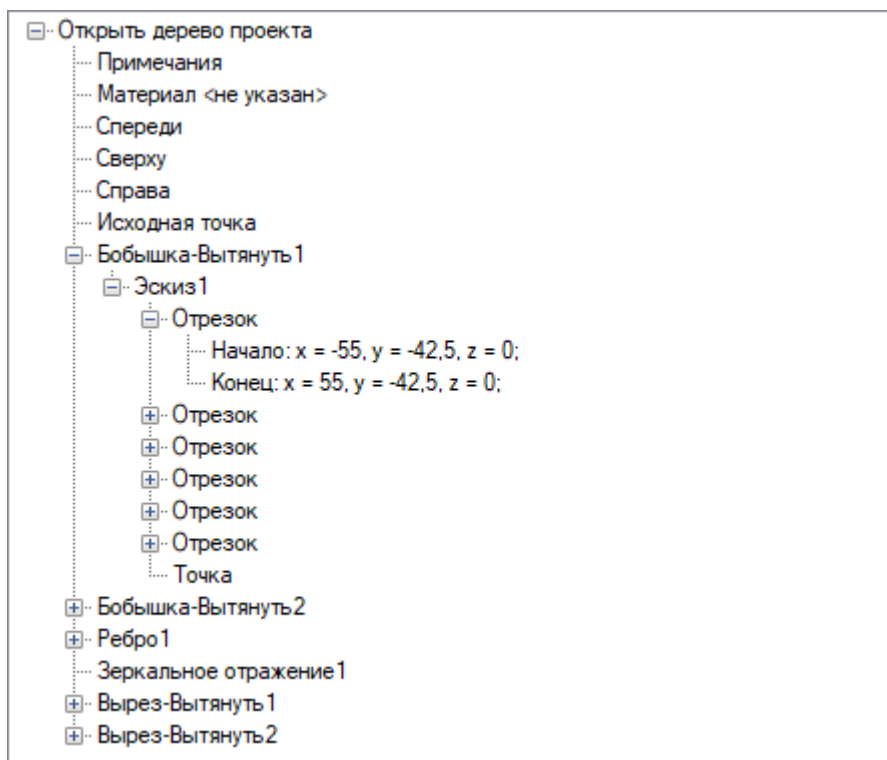 Открыть дерево проекта
Примечания
Материал <не указан>
Спереди
Сверху
Справа
Исходная точка
Бобышка-Вытянуть1
Эскиз1
Отрезок
Начало: x = -55, y = -42,5, z = 0;
Конец: x = 55, y = -42,5, z = 0;
Отрезок
Отрезок
Отрезок
Отрезок
Отрезок
Точка
Бобышка-Вытянуть2
Ребро1
Зеркальное отражение1
Вырез-Вытянуть1
Вырез-Вытянуть2